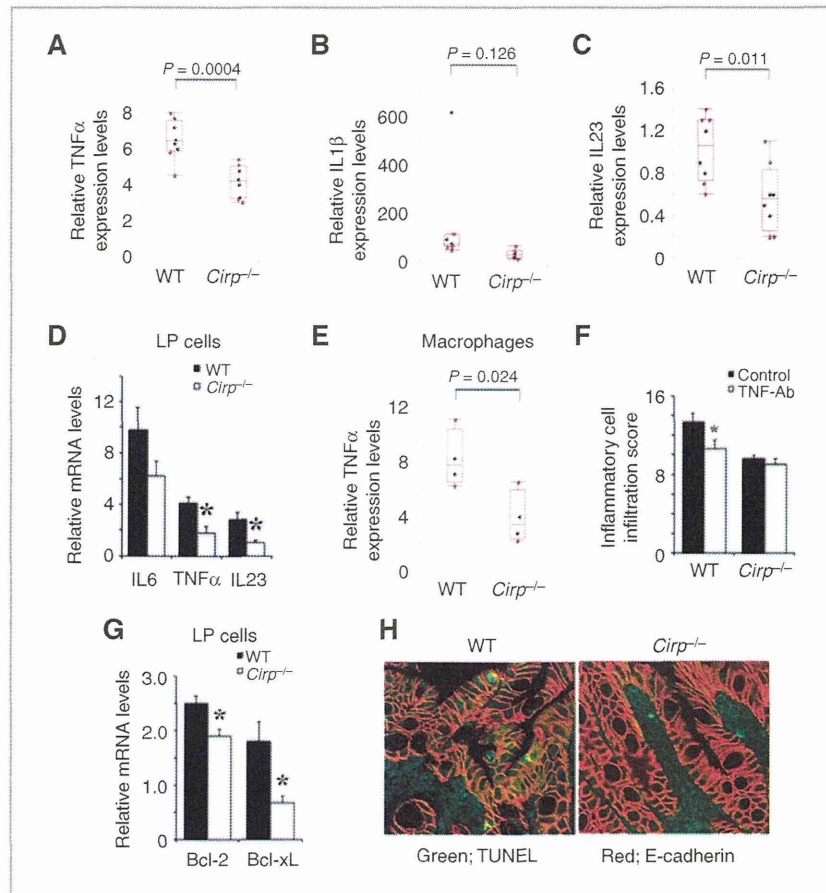 A
P = 0.0004
Relative TNFα
expression levels
8
6
4
2
0
WT
Cirp–/–
B
P = 0.126
Relative IL1β
expression levels
600
400
200
0
WT
Cirp–/–
C
P = 0.011
Relative IL23
expression levels
1.6
1.2
0.8
0.4
0
WT
Cirp–/–
D
LP cells
WT
Cirp–/–
Relative mRNA levels
12
8
4
0
*
*
IL6
TNFα
IL23
E
Macrophages
P = 0.024
Relative TNFα
expression levels
12
8
4
0
WT
Cirp–/–
F
Control
TNF-Ab
Inflammatory cell
infiltration score
16
12
8
4
0
*
WT
Cirp–/–
G
LP cells
WT
Cirp–/–
Relative mRNA levels
3.0
2.0
1.0
0
*
*
Bcl-2
Bcl-xL
H
WT
Cirp–/–
Green; TUNEL
Red; E-cadherin